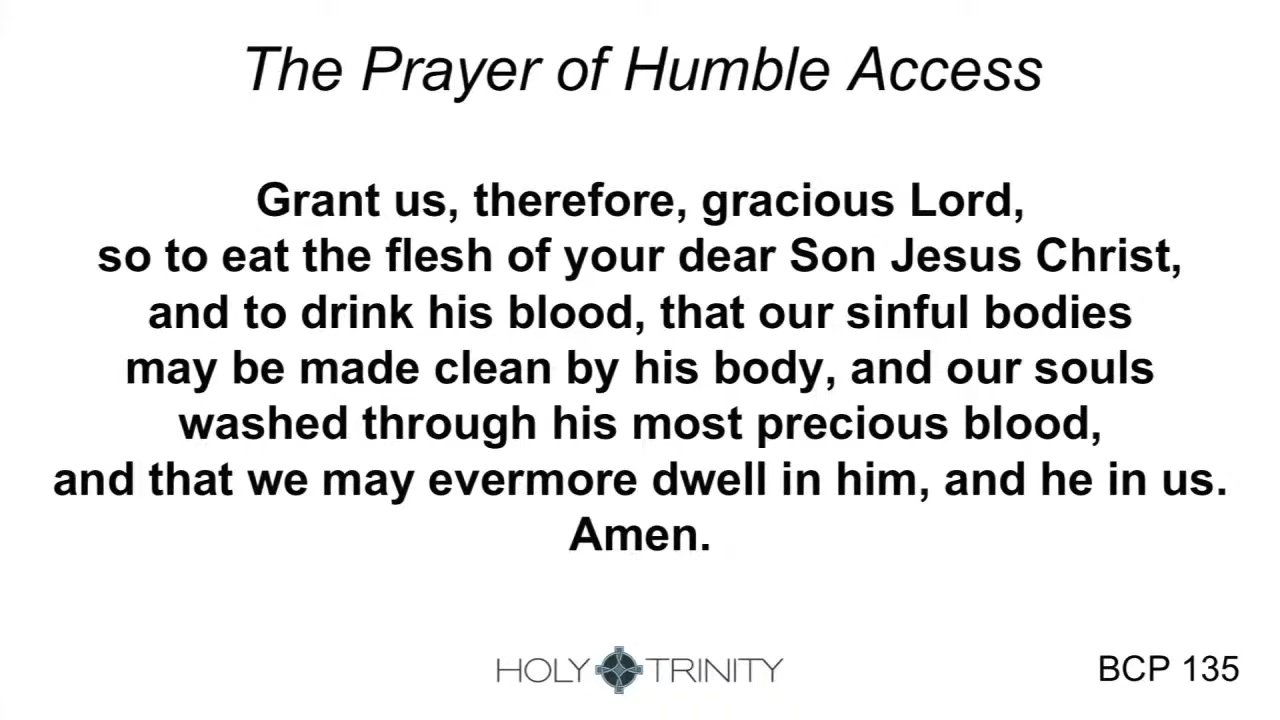 The Prayer of Humble Access
Grant us, therefore, gracious Lord,
so to eat the flesh of your dear Son Jesus Christ,
and to drink his blood, that our sinful bodies
may be made clean by his body, and our souls
washed through his most precious blood,
and that we may evermore dwell in him, and he in us.
Amen.
HOLY TRINITY
BCP 135